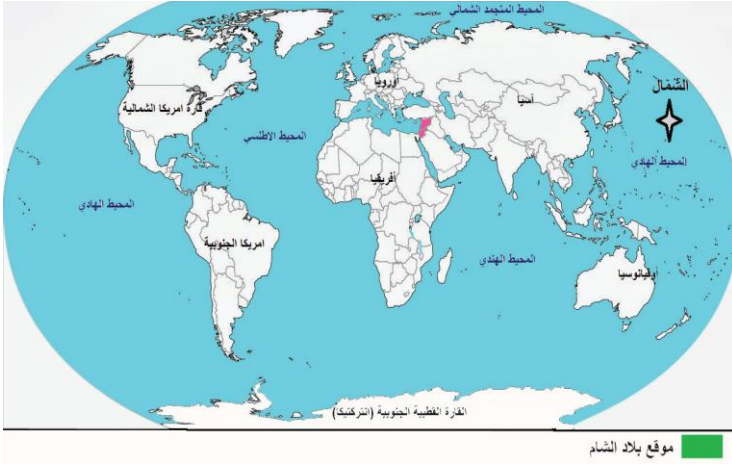 المحيط المتجمد الشمالي
أوروبا
الشمال
قارة امريكا الشمالية
آسيا
المحيط الاطلسي
المحيط الهادي
أفريقيا
المحيط الهادي
امريكا الجنوبية
المحيط الهندي
أوقيانوسيا
القارة القطبية الجنوبية (انتركتيكا)
موقع بلاد الشام